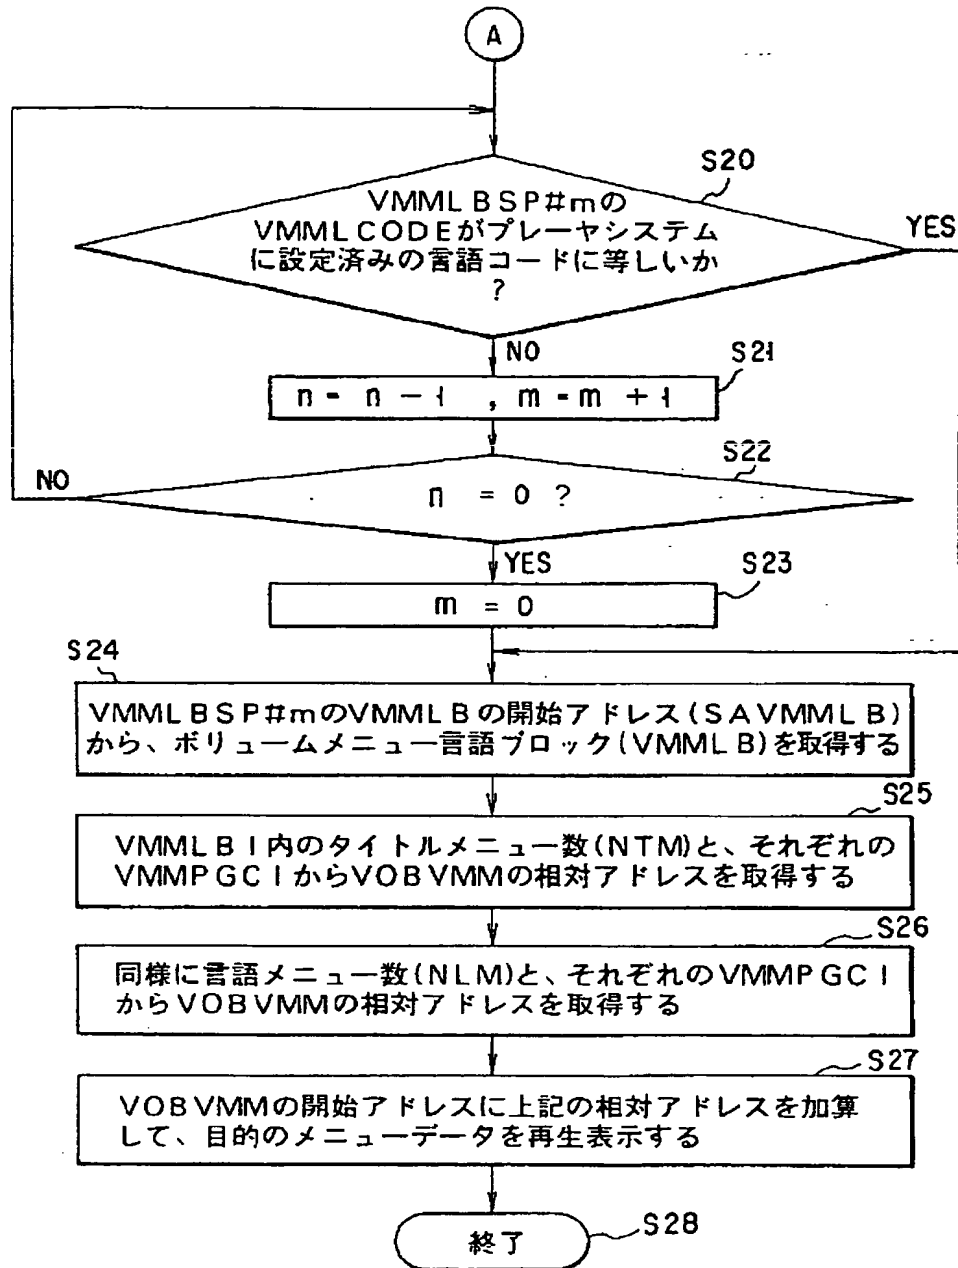 A
S20
VMMLBSP#mの
VMMLCODEがプレーヤシステム
に設定済みの言語コードに等しいか
?
YES
NO
S21
n = n - 1 , m = m + 1
S22
NO
n = 0 ?
YES
S23
m = 0
S24
VMMLBSP#mのVMMLBの開始アドレス(SAVMMLB)
から、ボリュームメニュー言語ブロック(VMMLB)を取得する
S25
VMMLBI内のタイトルメニュー数(NTM)と、それぞれの
VMMPGCIからVOBVMMの相対アドレスを取得する
S26
同様に言語メニュー数(NLM)と、それぞれのVMMPGCI
からVOBVMMの相対アドレスを取得する
S27
VOBVMMの開始アドレスに上記の相対アドレスを加算
して、目的のメニューデータを再生表示する
終了
S28